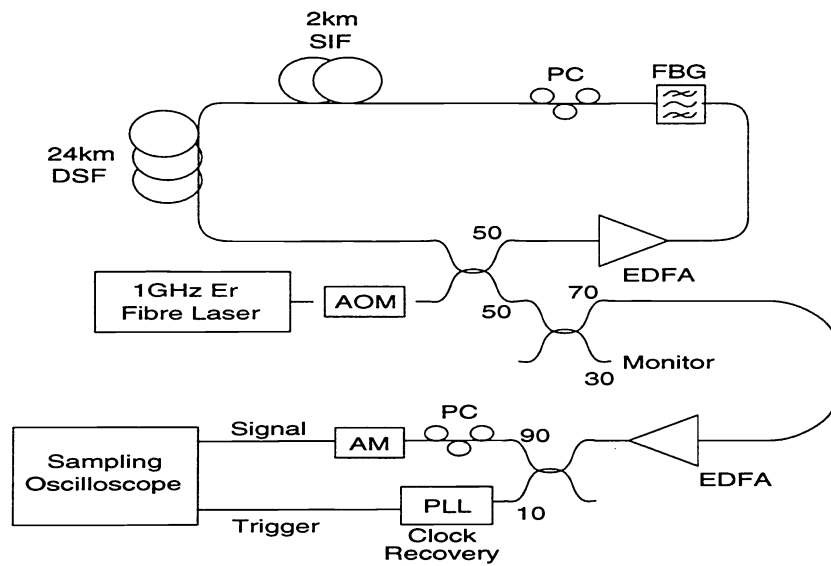 2km
SIF
PC
FBG
24km
DSF
50
EDFA
1GHz Er
Fibre Laser
AOM
50
70
Monitor
30
PC
Signal
AM
90
EDFA
Sampling
Oscilloscope
Trigger
PLL
10
Clock
Recovery